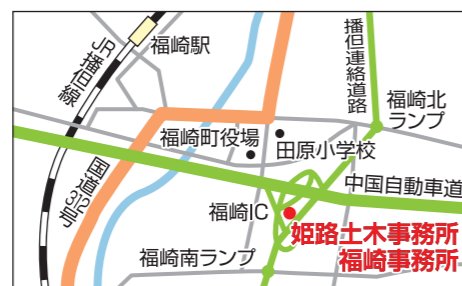 福崎駅
JR播但線
播但連絡道路
福崎北
ランプ
福崎町役場
田原小学校
国道312号
中国自動車道
福崎IC
姫路土木事務所
福崎事務所
福崎南ランプ